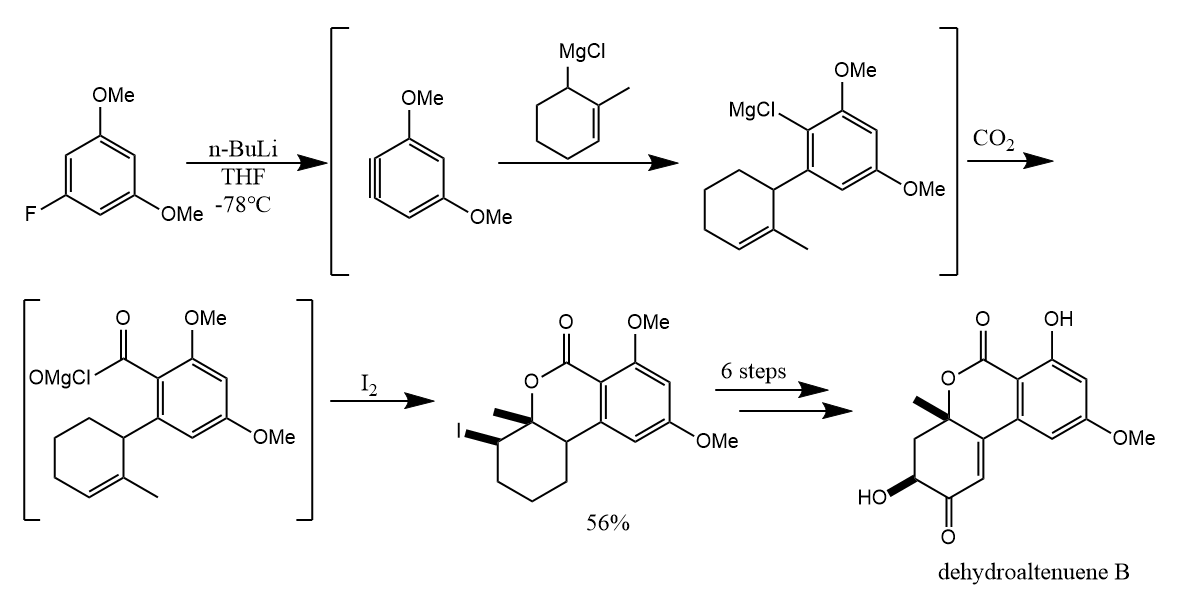 OMe
F
OMe
n-BuLi
THF
-78℃
OMe
OMe
MgCl
MgCl
OMe
OMe
CO2
O
OMe
OMgCl
OMe
I2
O
OMe
O
I
OMe
56%
6 steps
O
OH
O
OMe
HO
O
dehydroaltenuene B